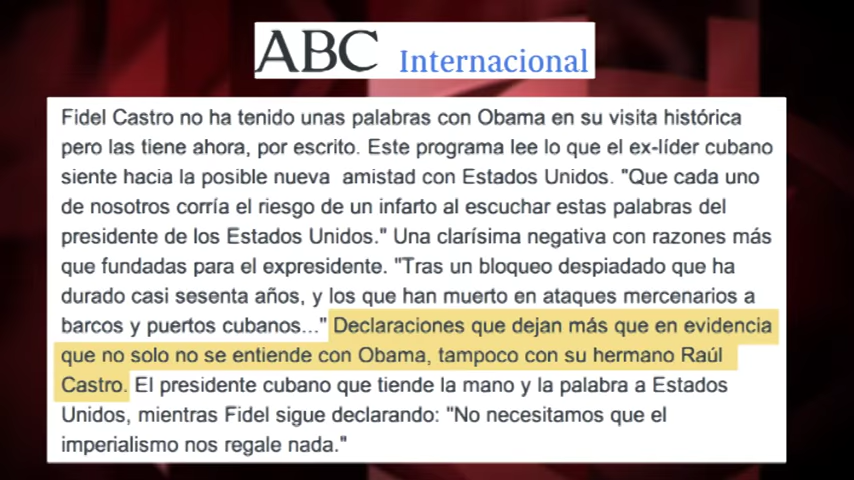 ABC Internacional
Fidel Castro no ha tenido unas palabras con Obama en su visita histórica
pero las tiene ahora, por escrito. Este programa lee lo que el ex-líder cubano
siente hacia la posible nueva amistad con Estados Unidos. "Que cada uno
de nosotros corría el riesgo de un infarto al escuchar estas palabras del
presidente de los Estados Unidos." Una clarísima negativa con razones más
que fundadas para el expresidente. "Tras un bloqueo despiadado que ha
durado casi sesenta años, y los que han muerto en ataques mercenarios a
barcos y puertos cubanos..." Declaraciones que dejan más que en evidencia
que no solo no se entiende con Obama, tampoco con su hermano Raúl
Castro. El presidente cubano que tiende la mano y la palabra a Estados
Unidos, mientras Fidel sigue declarando: "No necesitamos que el
imperialismo nos regale nada."